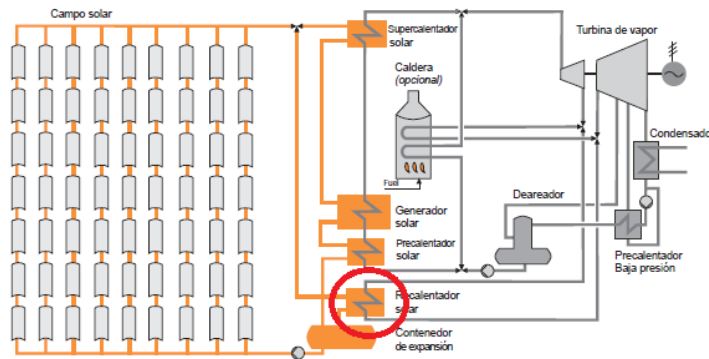 Campo solar
Supercalentador
solar
Turbina de vapor
Caldera
(opcional)
Condensado
Fuel
Generador
solar
Deareador
Precalentador
solar
Precalentador
Baja presión
Recalentador
solar
Contenedor
de expansión